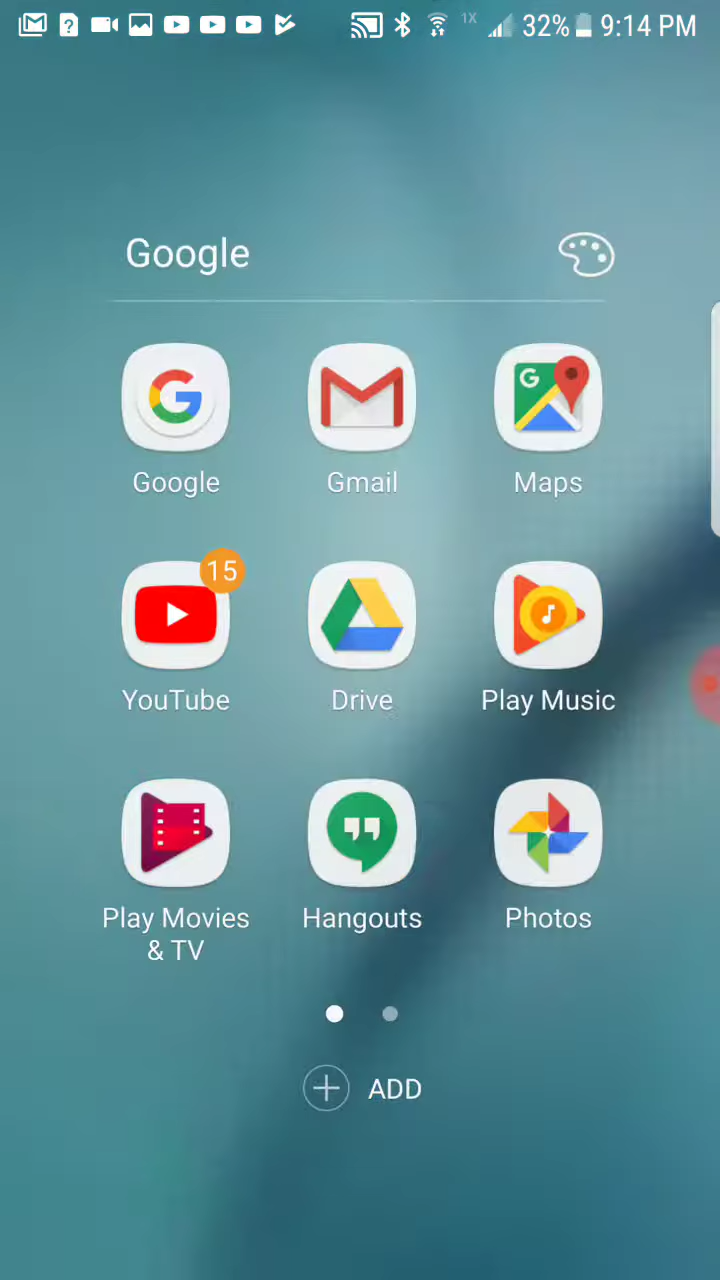 1X 32% 9:14 PM
Google
Google Gmail Maps
15
YouTube Drive Play Music
Play Movies & TV
Hangouts Photos
ADD